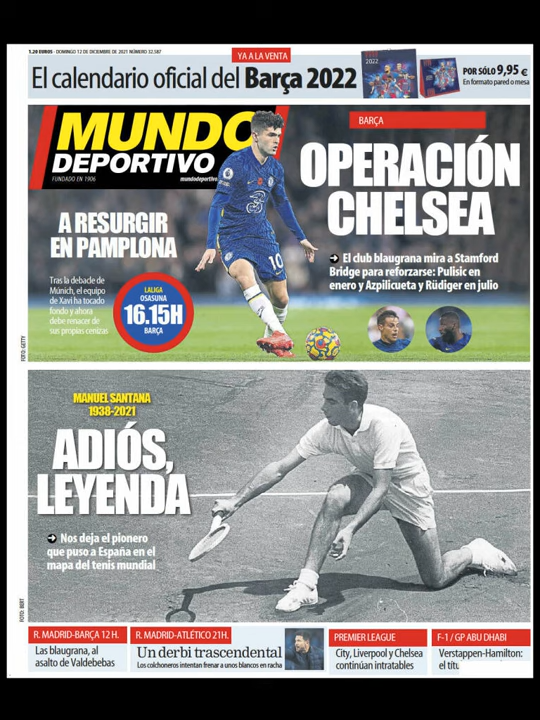 1.20 EUROS - DOMINGO 12 DE DICIEMBRE DE 2021 NÚMERO 32.587
YA A LA VENTA
El calendario oficial del Barça 2022
2022
POR SÓLO 9,95 €
En formato pared o mesa
MUNDO
DEPORTIVO
FUNDADO EN 1906
mundodeportivo
BARÇA
OPERACIÓN
CHELSEA
El club blaugrana mira a Stamford
Bridge para reforzarse: Pulisic en
enero y Azpilicueta y Rüdiger en julio
3
10
A RESURGIR
EN PAMPLONA
Tras la debacle de
Múnich, el equipo
de Xavi ha tocado
fondo y ahora
debe renacer de
sus propias cenizas
LALIGA
OSASUNA
16.15H
BARÇA
FOTO: GETTY
MANUEL SANTANA
1938-2021
ADIÓS,
LEYENDA
Nos deja el pionero
que puso a España en el
mapa del tenis mundial
FOTO: BERT
R. MADRID-BARÇA 12 H.
Las blaugrana, al
asalto de Valdebebas
R. MADRID-ATLÉTICO 21H.
Un derbi trascendental
Los colchoneros intentan frenar a unos blancos en racha
PREMIER LEAGUE
City, Liverpool y Chelsea
continúan intratables
F-1 / GP ABU DHABI
Verstappen-Hamilton:
el títu